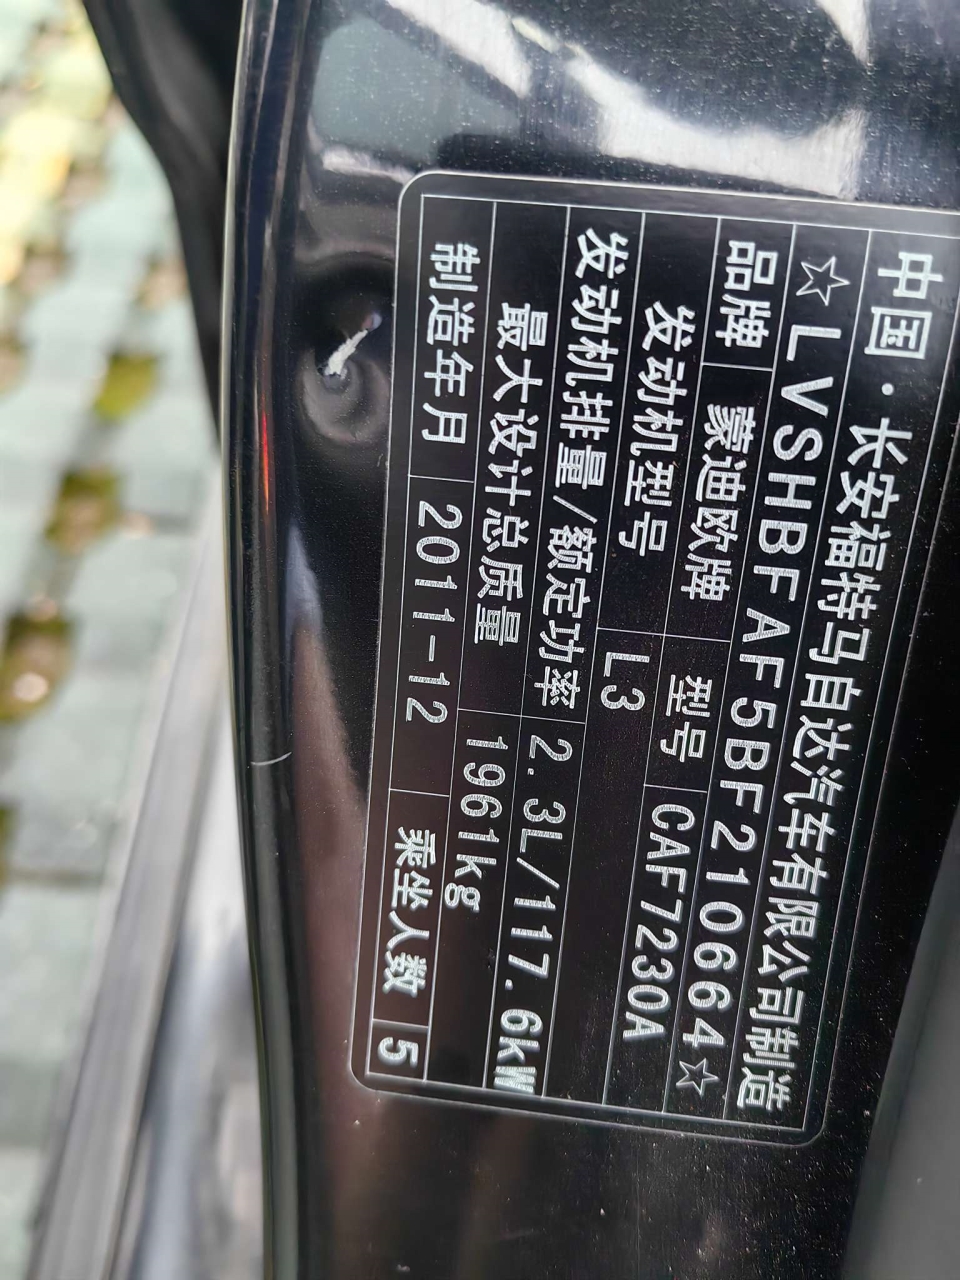 中国·长安福特马自达汽车有限公司制造
☆LVSHBFAF5BF210664☆
品牌 蒙迪欧牌 型号 CAF7230A
发动机型号 L3
发动机排量/额定功率 2.3L/117.6kW
最大设计总质量 1961kg
制造年月 2011-12 乘坐人数 5